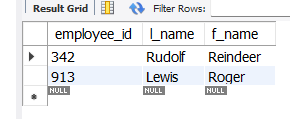 Result Grid Filter Rows:
employee_id l_name f_name
342 Rudolf Reindeer
913 Lewis Roger
NULL NULL NULL